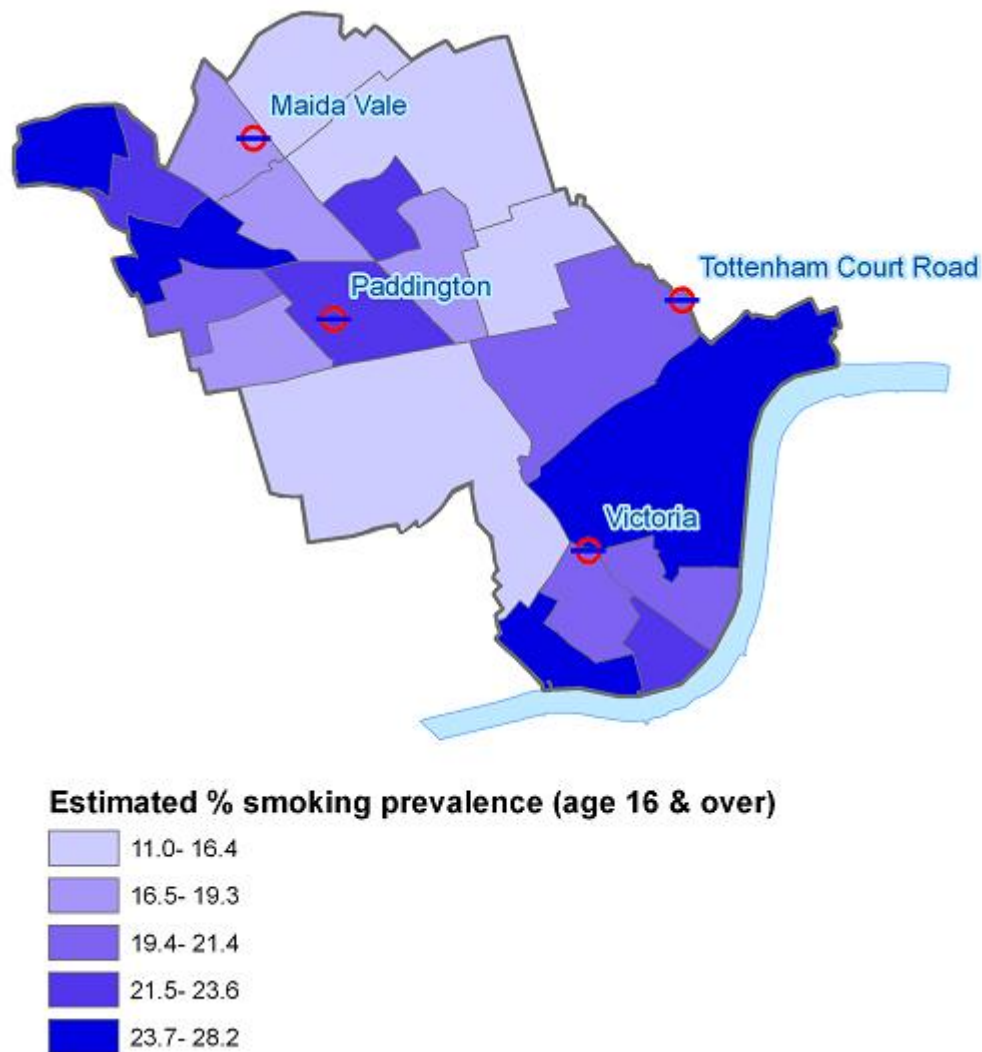 Maida Vale
Tottenham Court Road
Paddington
Victoria
Estimated % smoking prevalence (age 16 & over)
11.0- 16.4
16.5- 19.3
19.4- 21.4
21.5- 23.6
23.7- 28.2